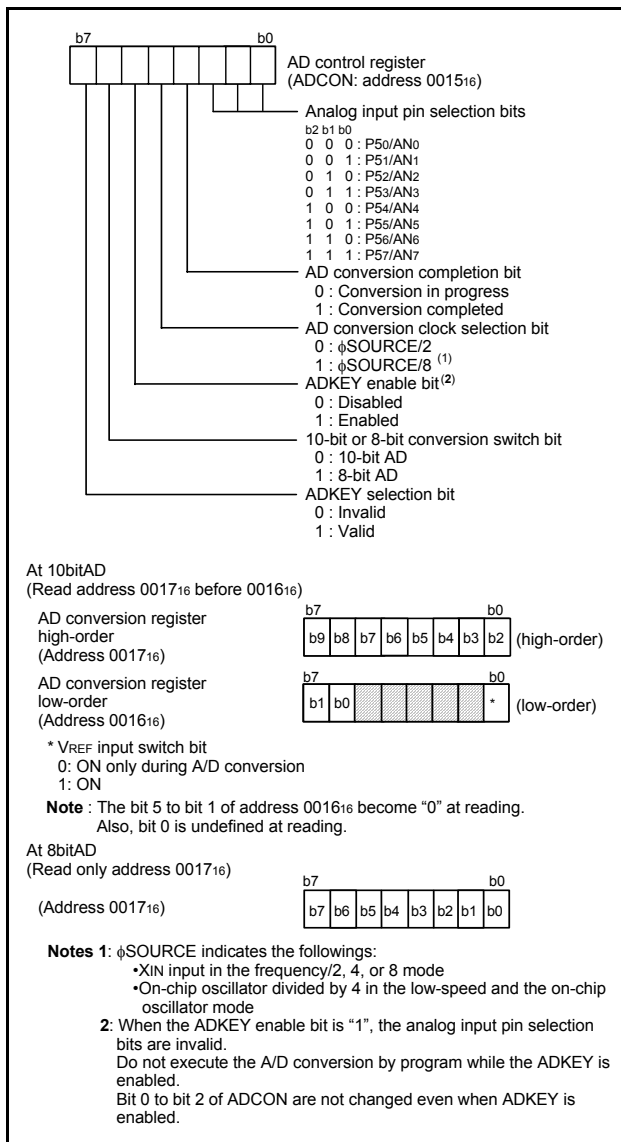 b7 b0
AD control register
(ADCON: address 001516)
Analog input pin selection bits
b2 b1 b0
0 0 0 : P50/AN0
0 0 1 : P51/AN1
0 1 0 : P52/AN2
0 1 1 : P53/AN3
1 0 0 : P54/AN4
1 0 1 : P55/AN5
1 1 0 : P56/AN6
1 1 1 : P57/AN7
AD conversion completion bit
0 : Conversion in progress
1 : Conversion completed
AD conversion clock selection bit
0 : ϕSOURCE/2
1 : ϕSOURCE/8 (1)
ADKEY enable bit(2)
0 : Disabled
1 : Enabled
10-bit or 8-bit conversion switch bit
0 : 10-bit AD
1 : 8-bit AD
ADKEY selection bit
0 : Invalid
1 : Valid
At 10bitAD
(Read address 001716 before 001616)
b7 b0
AD conversion register
high-order
(Address 001716)
b9 b8 b7 b6 b5 b4 b3 b2 (high-order)
b7 b0
AD conversion register
low-order
(Address 001616)
b1 b0 * (low-order)
* VREF input switch bit
0: ON only during A/D conversion
1: ON
Note : The bit 5 to bit 1 of address 001616 become “0” at reading.
Also, bit 0 is undefined at reading.
At 8bitAD
(Read only address 001716)
b7 b0
(Address 001716)
b7 b6 b5 b4 b3 b2 b1 b0
Notes 1: ϕSOURCE indicates the followings:
•XIN input in the frequency/2, 4, or 8 mode
•On-chip oscillator divided by 4 in the low-speed and the on-chip
oscillator mode
2: When the ADKEY enable bit is “1”, the analog input pin selection
bits are invalid.
Do not execute the A/D conversion by program while the ADKEY is
enabled.
Bit 0 to bit 2 of ADCON are not changed even when ADKEY is
enabled.